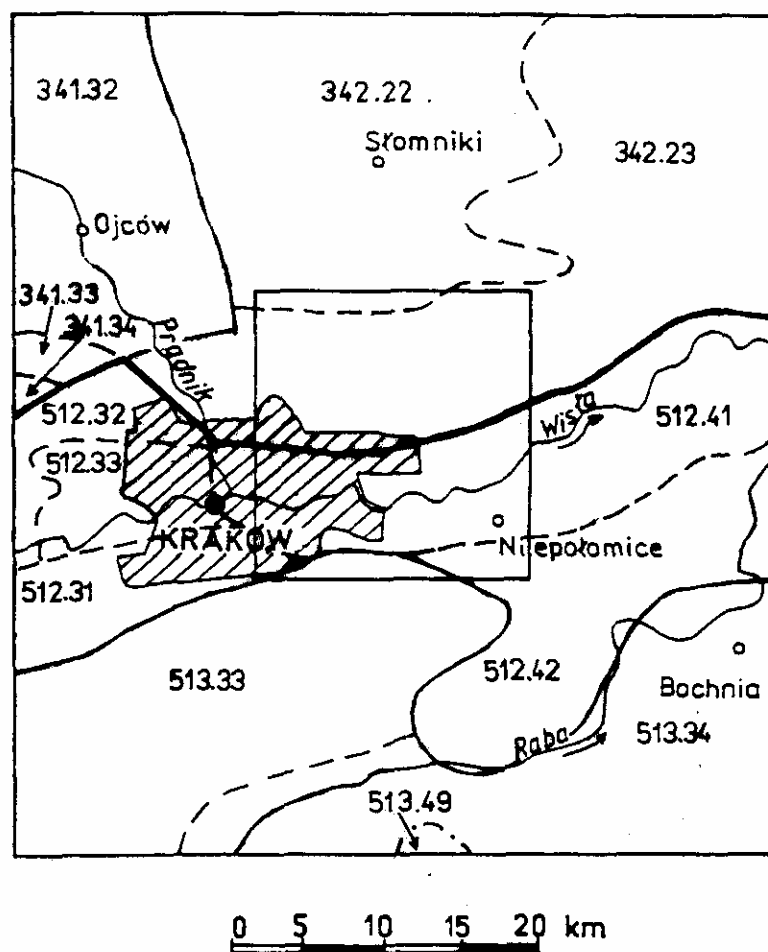 341.32
342.22
Słomniki
342.23
Ojców
341.33
341.34
Prądnik
512.32
Wisła
512.41
512.33
KRAKÓW
Niepołomice
512.31
513.33
512.42
Bochnia
Raba
513.34
513.49
0 5 10 15 20 km